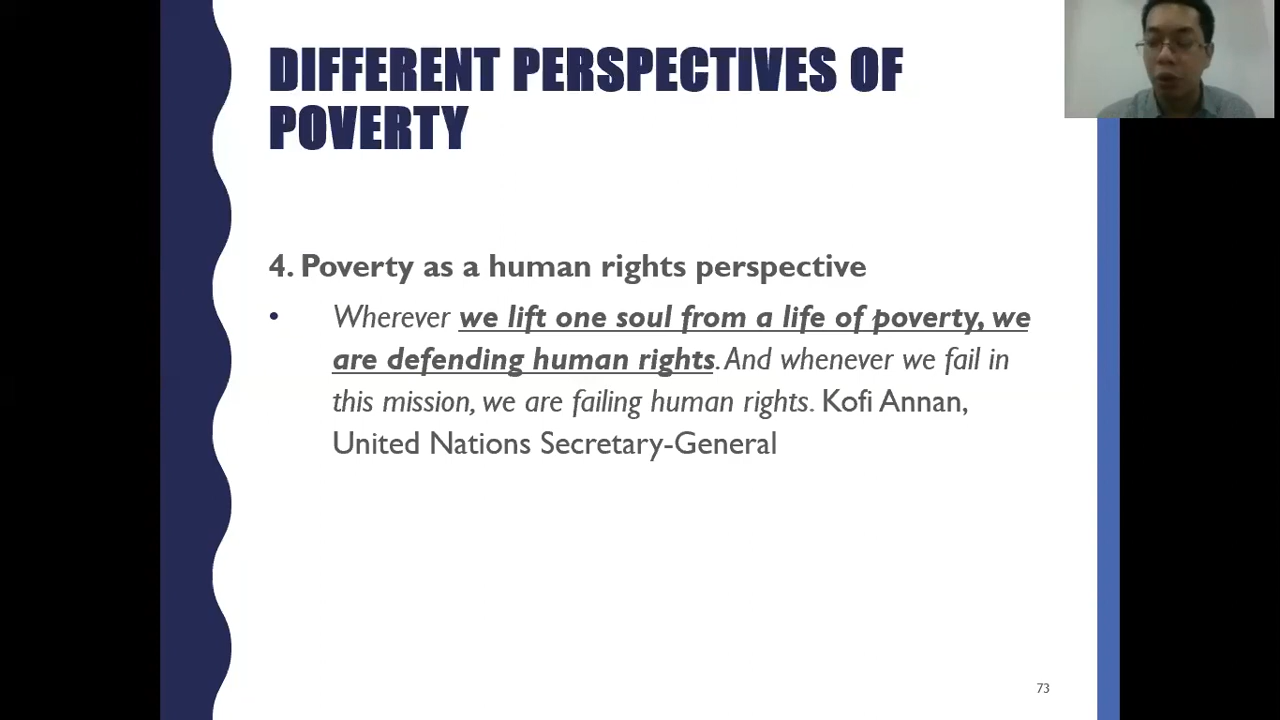 DIFFERENT PERSPECTIVES OF
POVERTY
4. Poverty as a human rights perspective
• Wherever we lift one soul from a life of poverty, we
are defending human rights. And whenever we fail in
this mission, we are failing human rights. Kofi Annan,
United Nations Secretary-General
73